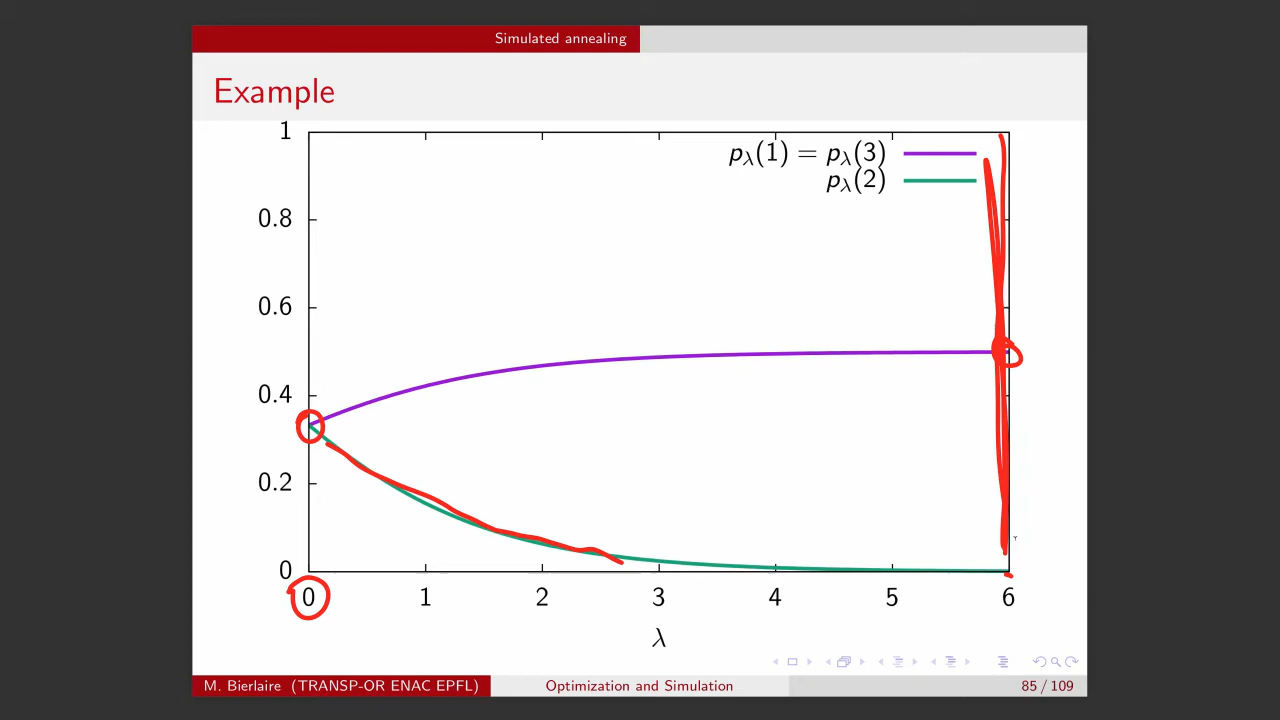 Simulated annealing
Example
1
0.8
0.6
0.4
0.2
0
pλ(1) = pλ(3)
pλ(2)
0 1 2 3 4 5 6
λ
M. Bierlaire (TRANSP-OR ENAC EPFL) Optimization and Simulation 85 / 109